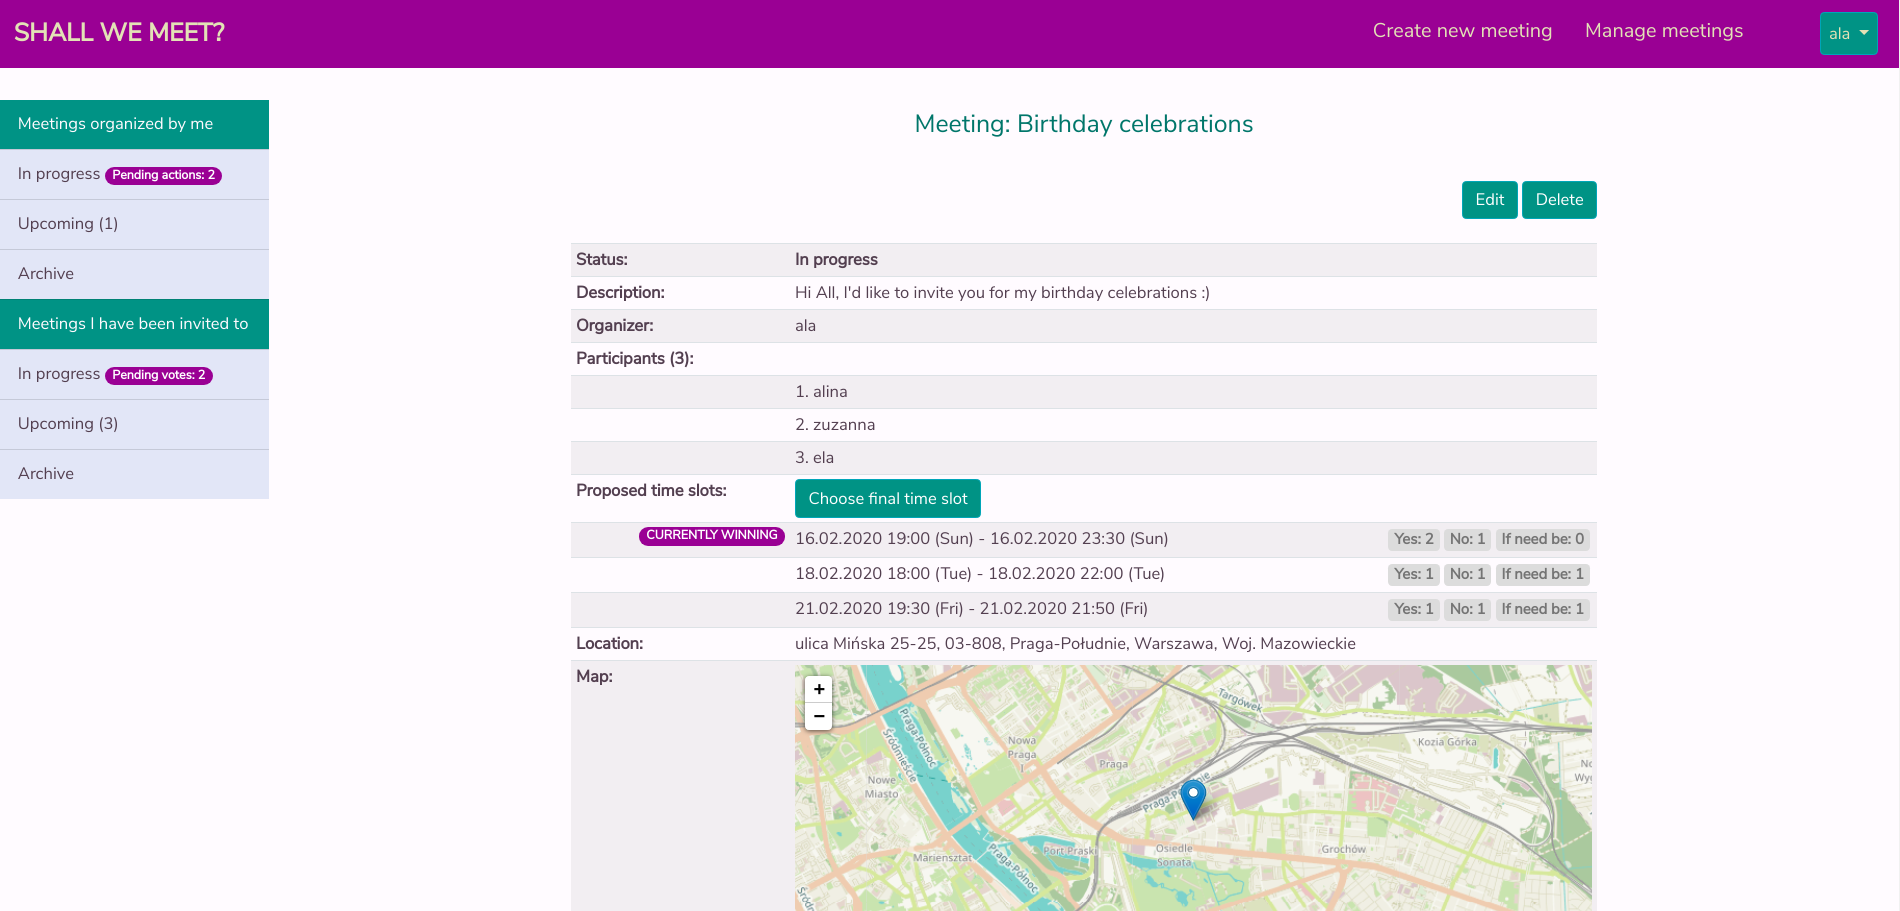 SHALL WE MEET?
Create new meeting
Manage meetings
ala
Meetings organized by me
In progress Pending actions: 2
Upcoming (1)
Archive
Meetings I have been invited to
In progress Pending votes: 2
Upcoming (3)
Archive
Meeting: Birthday celebrations
Edit
Delete
Status: In progress
Description: Hi All, I'd like to invite you for my birthday celebrations :)
Organizer: ala
Participants (3):
1. alina
2. zuzanna
3. ela
Proposed time slots: Choose final time slot
CURRENTLY WINNING 16.02.2020 19:00 (Sun) - 16.02.2020 23:30 (Sun) Yes: 2 No: 1 If need be: 0
18.02.2020 18:00 (Tue) - 18.02.2020 22:00 (Tue) Yes: 1 No: 1 If need be: 1
21.02.2020 19:30 (Fri) - 21.02.2020 21:50 (Fri) Yes: 1 No: 1 If need be: 1
Location: ulica Mińska 25-25, 03-808, Praga-Południe, Warszawa, Woj. Mazowieckie
Map:
+
−
Targówek
Praga-Północ
Śródmieście
Nowa
Praga
Kozia Górka
Praga
Nowe
Miasto
Port Praski
Osiedle
Sonata
Grochów
Mariensztat
Praga-Północ